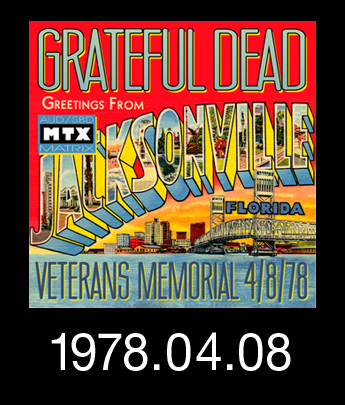 GRATEFUL DEAD
GREETINGS FROM
AUD/SBD
MTX
MATRIX
JACKSONVILLE
FLORIDA
VETERANS MEMORIAL 4/8/78
1978.04.08